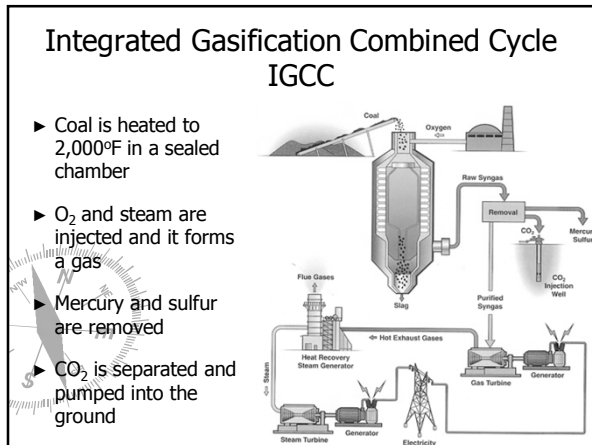 Integrated Gasification Combined Cycle
IGCC
► Coal is heated to
2,000ºF in a sealed
chamber
► O2 and steam are
injected and it forms
a gas
► Mercury and sulfur
are removed
► CO2 is separated and
pumped into the
ground
N/W
N
S
Coal
Oxygen
Raw Syngas
Removal
Mercury
Sulfur
CO2
CO2
Injection
Well
Slag
Purified
Syngas
Flue Gases
Hot Exhaust Gases
Heat Recovery
Steam Generator
Steam
Gas Turbine
Generator
Steam Turbine
Generator
Electricity